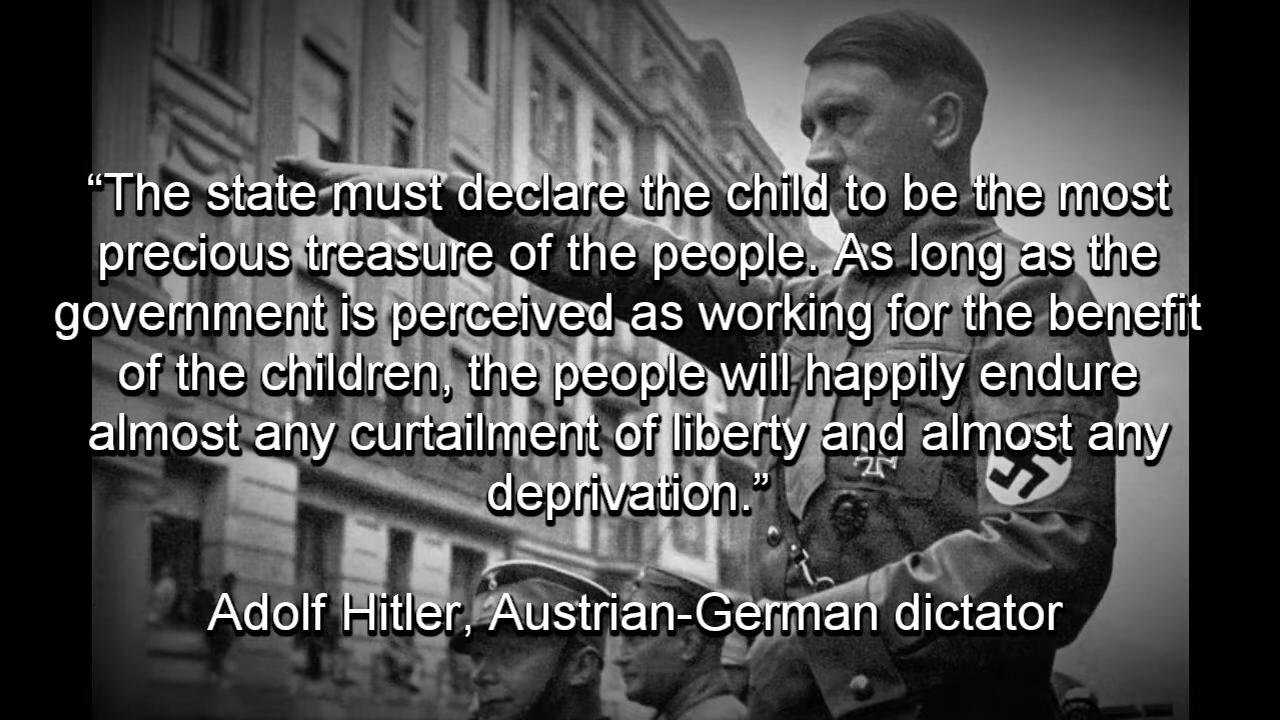 “The state must declare the child to be the most
precious treasure of the people. As long as the
government is perceived as working for the benefit
of the children, the people will happily endure
almost any curtailment of liberty and almost any
deprivation.”
Adolf Hitler, Austrian-German dictator